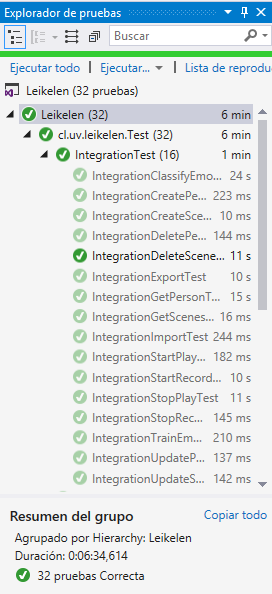 Explorador de pruebas
Buscar
Ejecutar todo | Ejecutar... | Lista de reprodu
Leikelen (32 pruebas)
Leikelen (32) 6 min
cl.uv.leikelen.Test (32) 6 min
IntegrationTest (16) 1 min
IntegrationClassifyEmo... 24 s
IntegrationCreatePe... 223 ms
IntegrationCreateSce... 10 ms
IntegrationDeletePe... 144 ms
IntegrationDeleteScene... 11 s
IntegrationExportTest 10 s
IntegrationGetPersonT... 15 s
IntegrationGetScenes... 16 ms
IntegrationImportTest 244 ms
IntegrationStartPlay... 182 ms
IntegrationStartRecord... 10 s
IntegrationStopPlayTest 11 s
IntegrationStopRec... 145 ms
IntegrationTrainEm... 210 ms
IntegrationUpdateP... 137 ms
IntegrationUpdateS... 142 ms
Resumen del grupo Copiar todo
Agrupado por Hierarchy: Leikelen
Duración: 0:06:34,614
32 pruebas Correcta